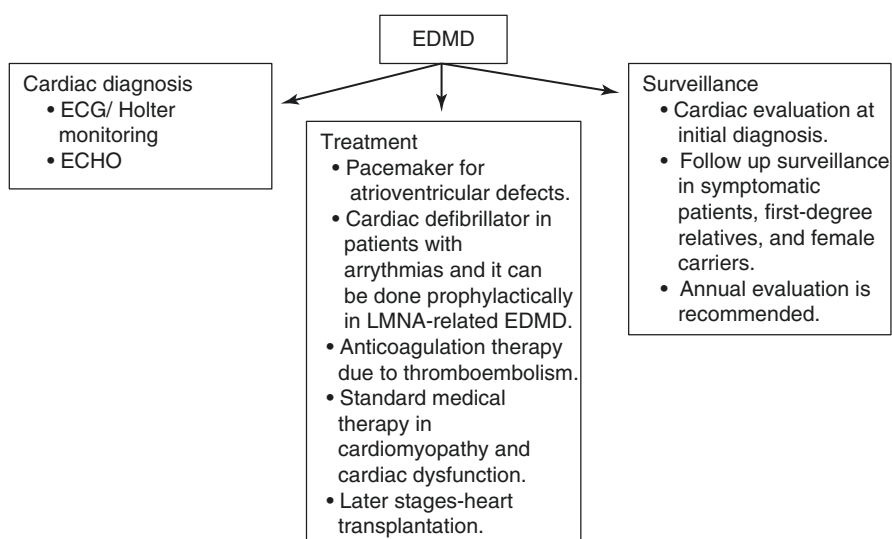 EDMD
Cardiac diagnosis
• ECG/ Holter
monitoring
• ECHO
Treatment
• Pacemaker for
atrioventricular defects.
• Cardiac defibrillator in
patients with
arrythmias and it can
be done prophylactically
in LMNA-related EDMD.
• Anticoagulation therapy
due to thromboembolism.
• Standard medical
therapy in
cardiomyopathy and
cardiac dysfunction.
• Later stages-heart
transplantation.
Surveillance
• Cardiac evaluation at
initial diagnosis.
• Follow up surveillance
in symptomatic
patients, first-degree
relatives, and female
carriers.
• Annual evaluation is
recommended.